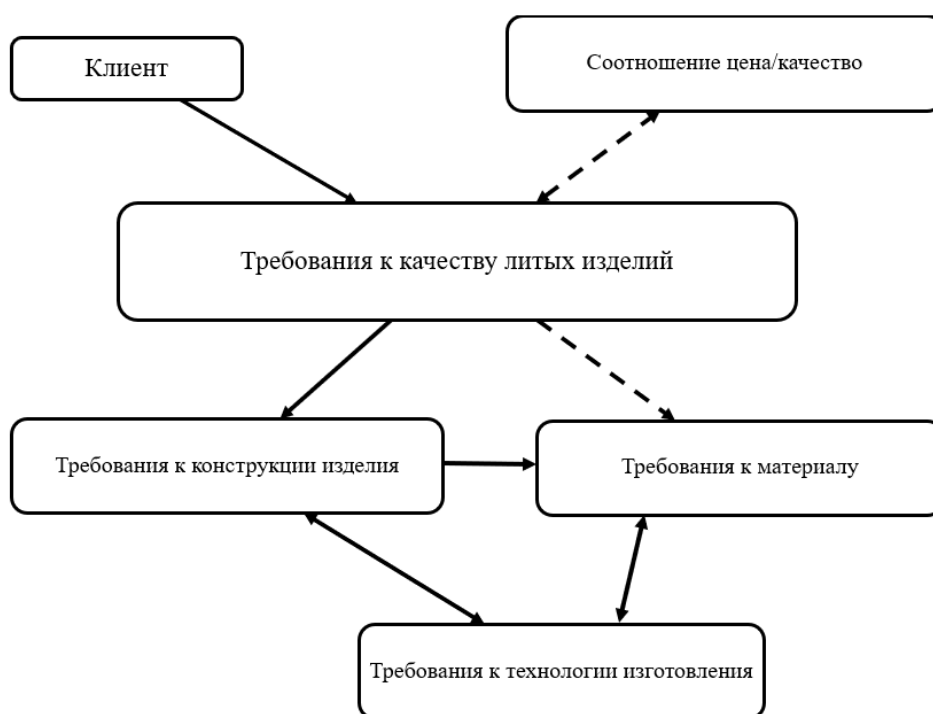 Клиент
Соотношение цена/качество
Требования к качеству литых изделий
Требования к конструкции изделия
Требования к материалу
Требования к технологии изготовления